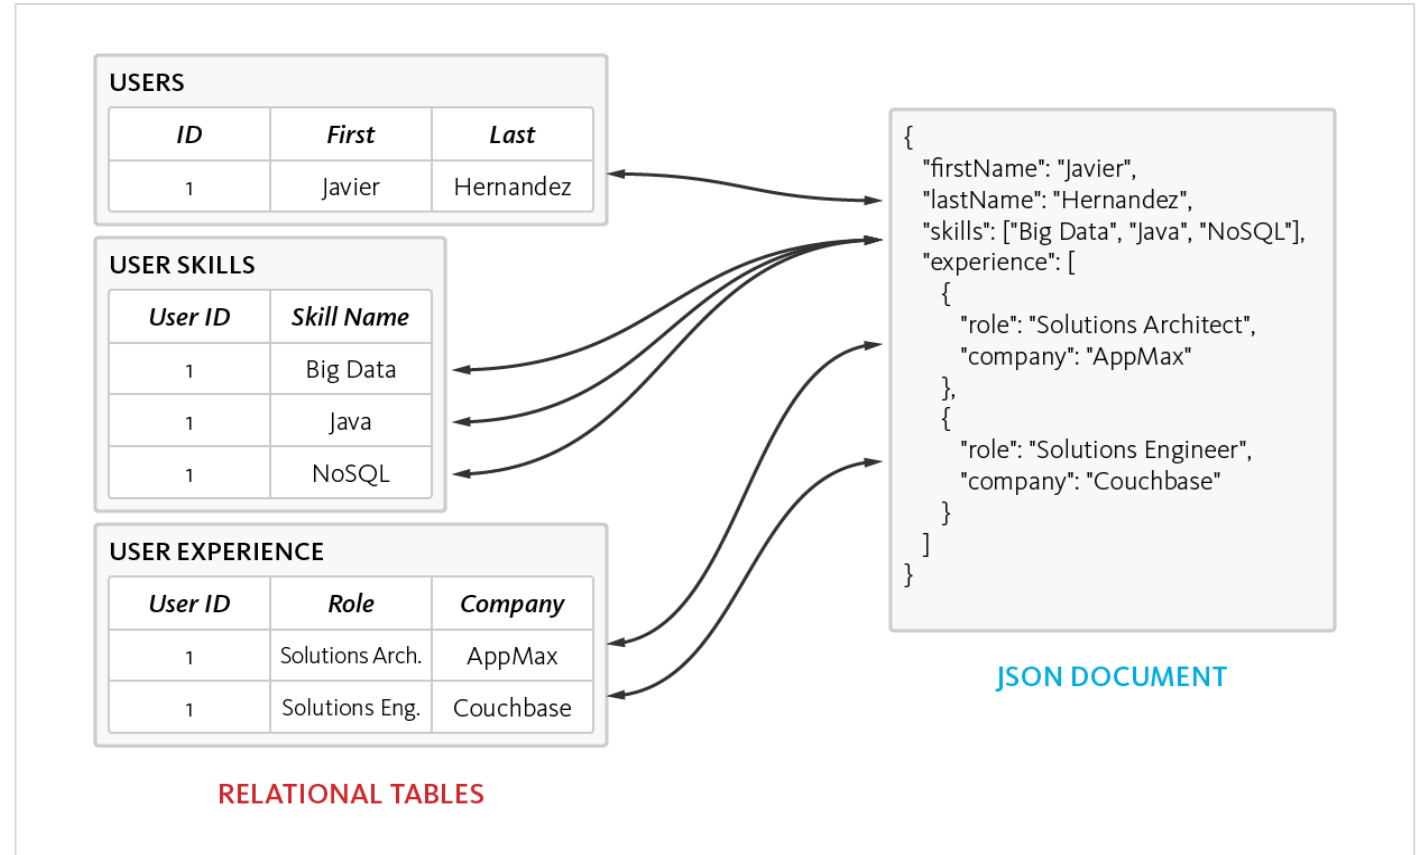 USERS
ID First Last
1 Javier Hernandez
USER SKILLS
User ID Skill Name
1 Big Data
1 Java
1 NoSQL
USER EXPERIENCE
User ID Role Company
1 Solutions Arch. AppMax
1 Solutions Eng. Couchbase
RELATIONAL TABLES
{
"firstName": "Javier",
"lastName": "Hernandez",
"skills": ["Big Data", "Java", "NoSQL"],
"experience": [
{
"role": "Solutions Architect",
"company": "AppMax"
},
{
"role": "Solutions Engineer",
"company": "Couchbase"
}
]
}
JSON DOCUMENT